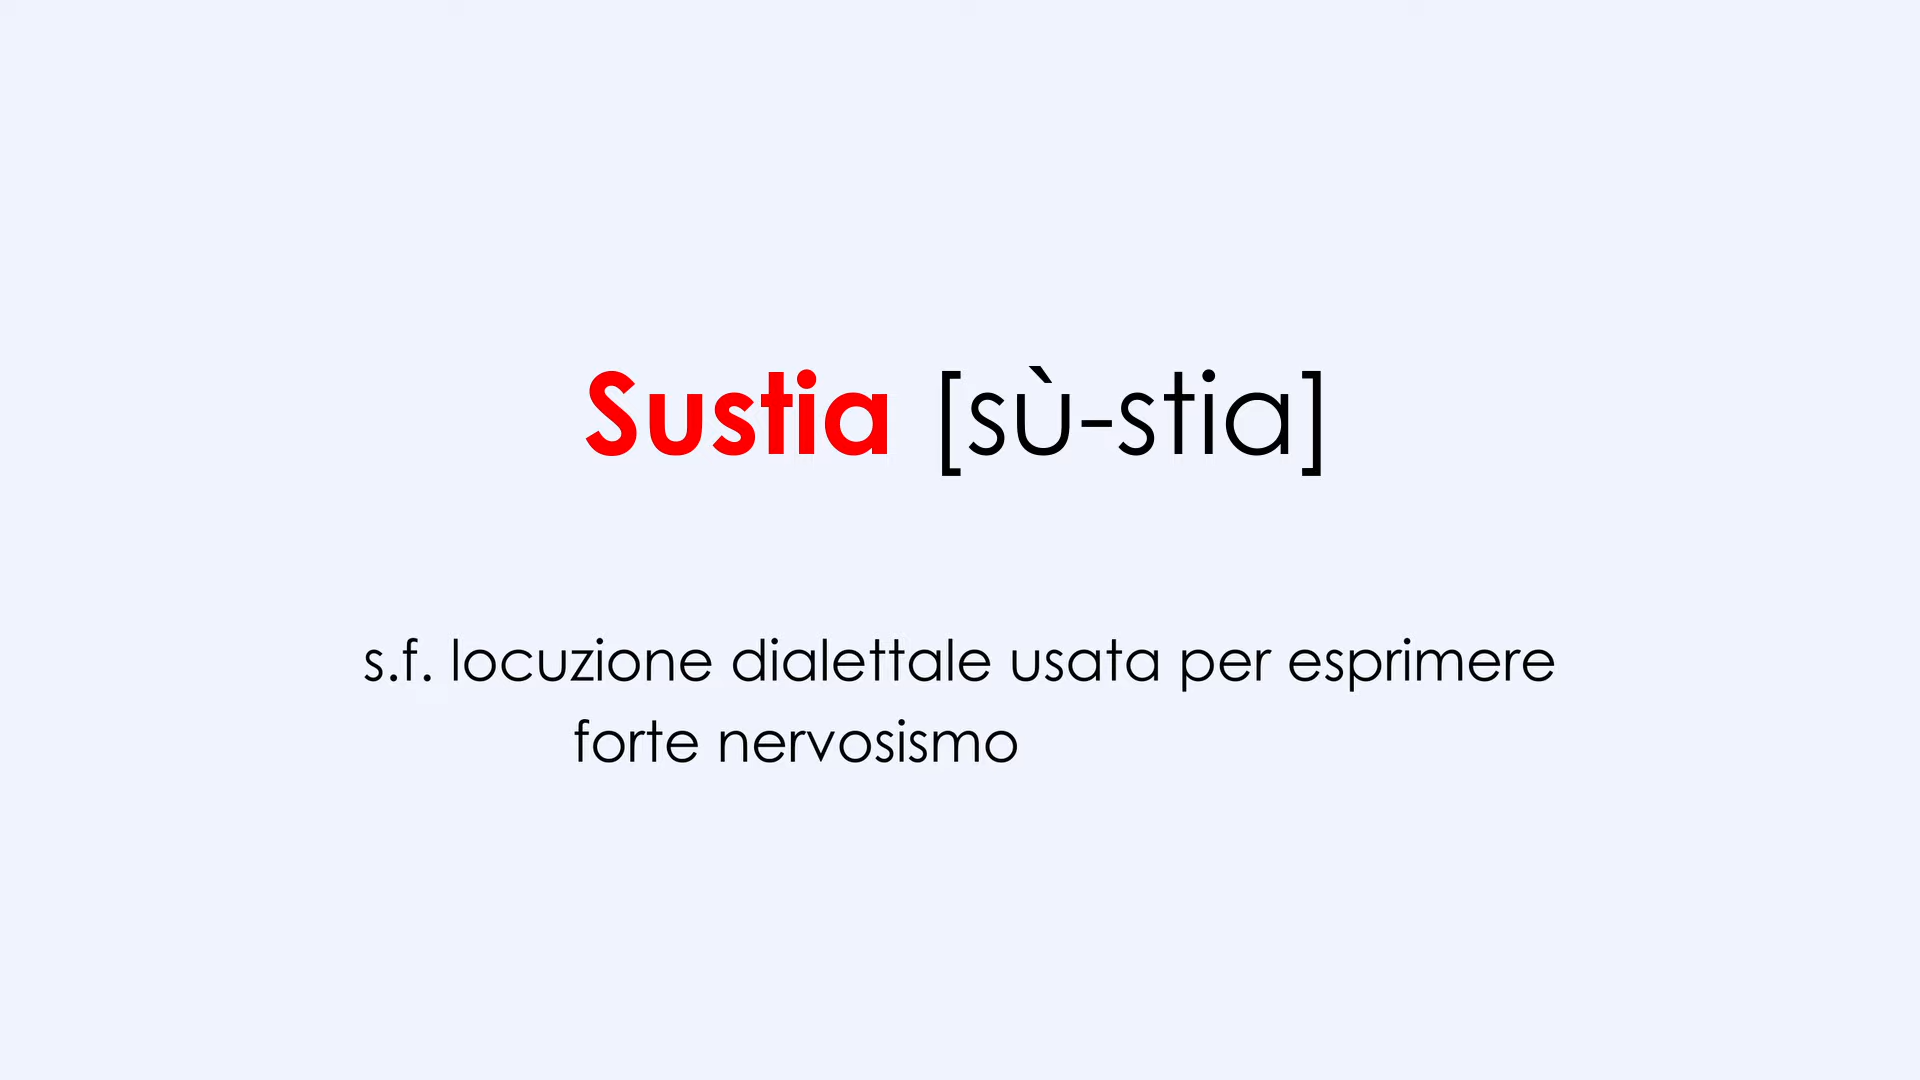 Sustia [sù-stia]
s.f. locuzione dialettale usata per esprimere
forte nervosismo